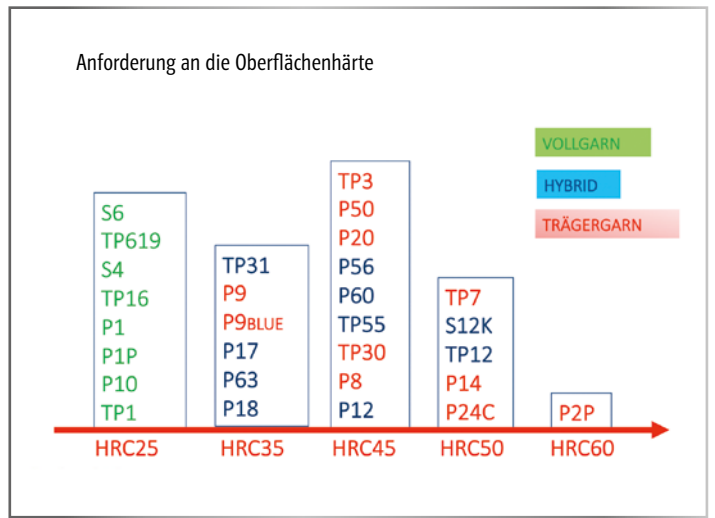 Anforderung an die Oberflächenhärte
VOLLGARN
HYBRID
TRÄGERGARN
S6
TP619
S4
TP16
P1
P1P
P10
TP1
TP31
P9
P9BLUE
P17
P63
P18
TP3
P50
P20
P56
P60
TP55
TP30
P8
P12
TP7
S12K
TP12
P14
P24C
P2P
HRC25
HRC35
HRC45
HRC50
HRC60